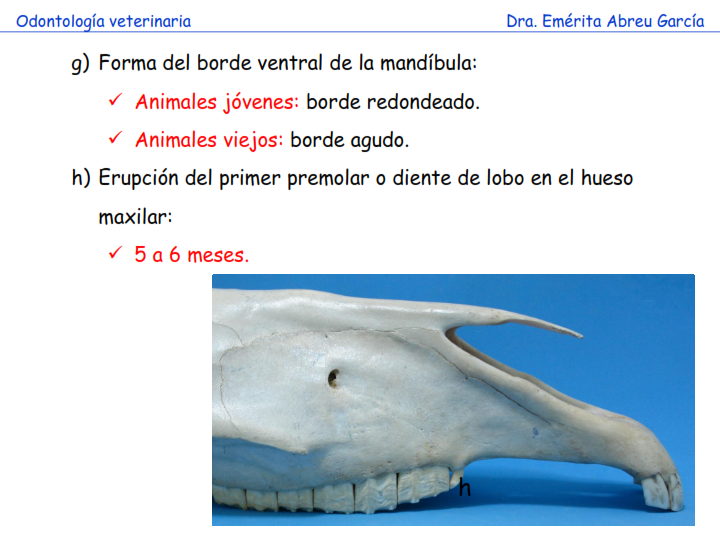 Odontología veterinaria Dra. Emérita Abreu García
g) Forma del borde ventral de la mandíbula:
✓ Animales jóvenes: borde redondeado.
✓ Animales viejos: borde agudo.
h) Erupción del primer premolar o diente de lobo en el hueso
maxilar:
✓ 5 a 6 meses.
h